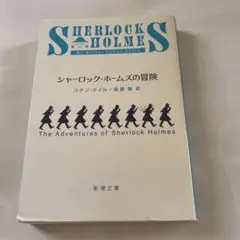 SHERLOCK
HOLMES
シャーロック・ホームズの冒険
コナン・ドイル/延原 謙 訳
The Adventures of Sherlock Holmes
新潮文庫